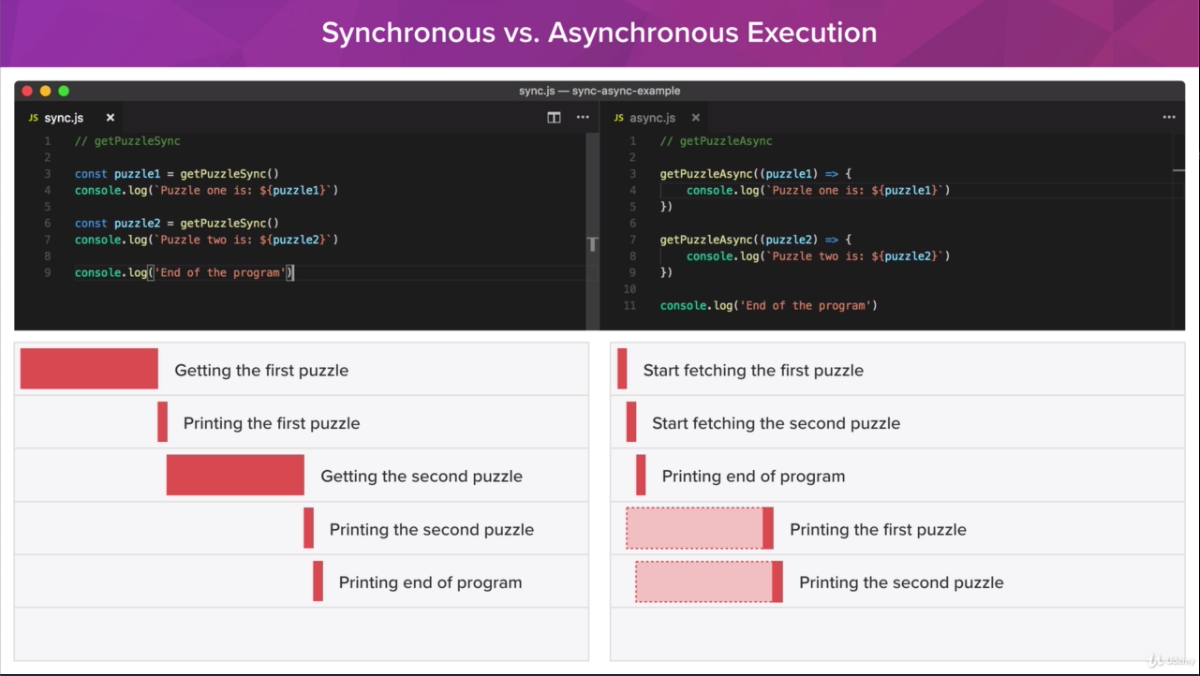 Synchronous vs. Asynchronous Execution
sync.js — sync-async-example
JS sync.js ×
1 // getPuzzleSync
2
3 const puzzle1 = getPuzzleSync()
4 console.log(`Puzzle one is: ${puzzle1}`)
5
6 const puzzle2 = getPuzzleSync()
7 console.log(`Puzzle two is: ${puzzle2}`)
8
9 console.log('End of the program')
JS async.js ×
1 // getPuzzleAsync
2
3 getPuzzleAsync((puzzle1) => {
4 console.log(`Puzzle one is: ${puzzle1}`)
5 })
6
7 getPuzzleAsync((puzzle2) => {
8 console.log(`Puzzle two is: ${puzzle2}`)
9 })
10
11 console.log('End of the program')
Getting the first puzzle
Printing the first puzzle
Getting the second puzzle
Printing the second puzzle
Printing end of program
Start fetching the first puzzle
Start fetching the second puzzle
Printing end of program
Printing the first puzzle
Printing the second puzzle
Udemy